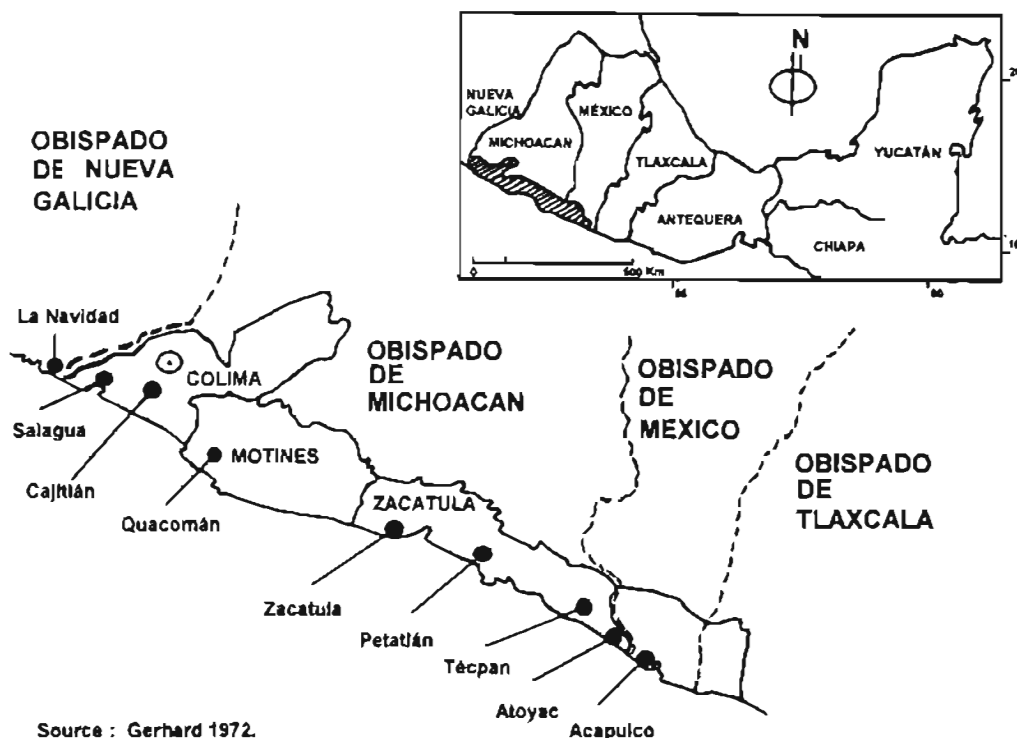 N
NUEVA
GALICIA
MÉXICO
MICHOACAN
TLAXCALA
YUCATÁN
ANTEQUERA
CHIAPA
0
500 Km
OBISPADO
DE NUEVA
GALICIA
La Navidad
COLIMA
Salagua
Cajitlán
OBISPADO
DE
MICHOACAN
OBISPADO
DE
MEXICO
OBISPADO
DE
TLAXCALA
MOTINES
Quacomán
ZACATULA
Zacatula
Petatlán
Técpan
Atoyac
Acapulco
Source : Gerhard 1972.